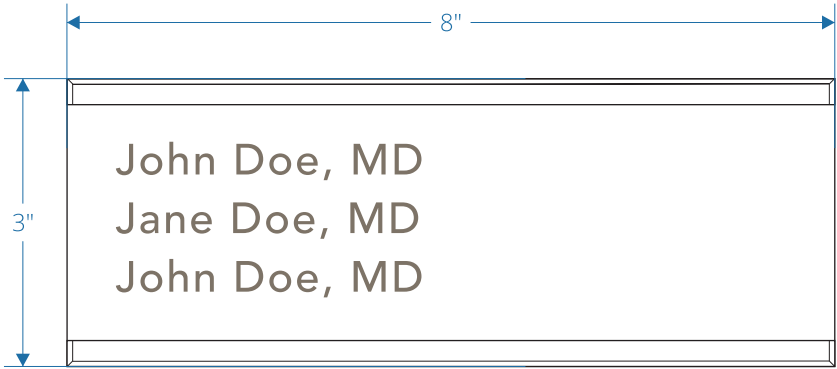 8"
3"
John Doe, MD
Jane Doe, MD
John Doe, MD